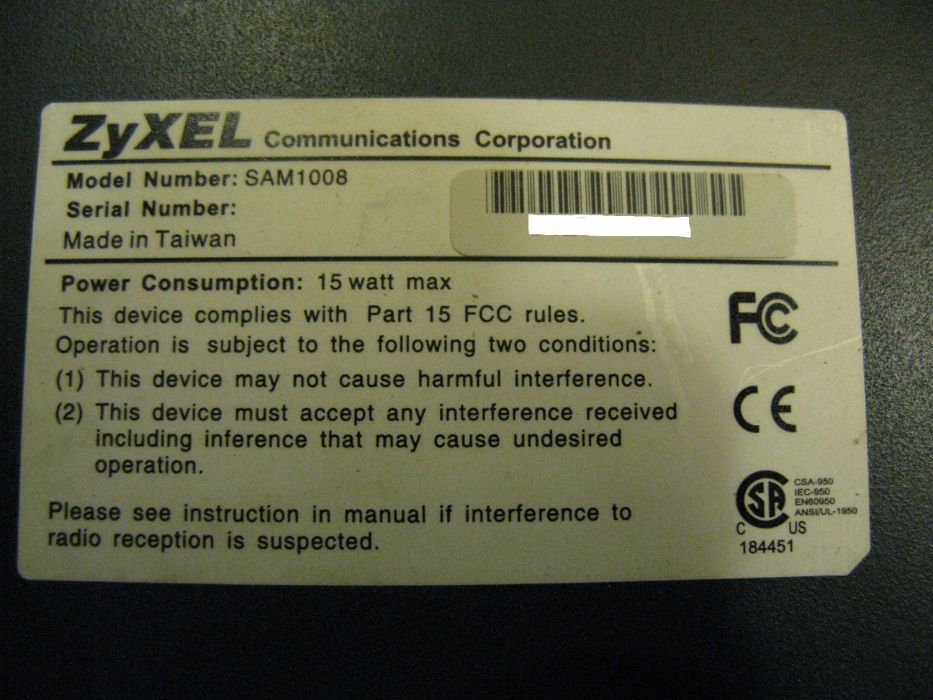 ZyXEL Communications Corporation
Model Number: SAM1008
Serial Number:
Made in Taiwan
Power Consumption: 15 watt max
This device complies with Part 15 FCC rules.
Operation is subject to the following two conditions:
(1) This device may not cause harmful interference.
(2) This device must accept any interference received
including inference that may cause undesired
operation.
Please see instruction in manual if interference to
radio reception is suspected.
FC
CE
SA
CSA-950
IEC-950
EN60950
ANSI/UL-1950
C US
184451